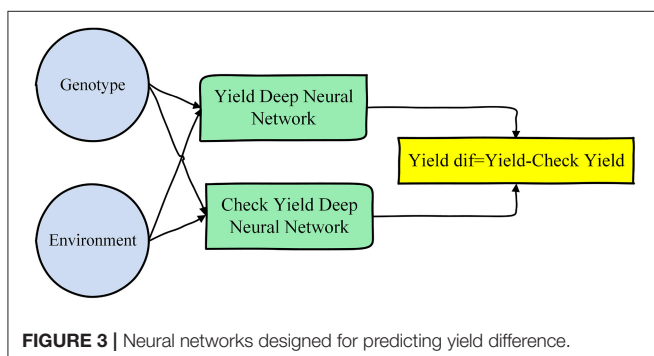 Genotype
Yield Deep Neural
Network
Yield dif=Yield-Check Yield
Check Yield Deep
Neural Network
Environment
FIGURE 3 | Neural networks designed for predicting yield difference.